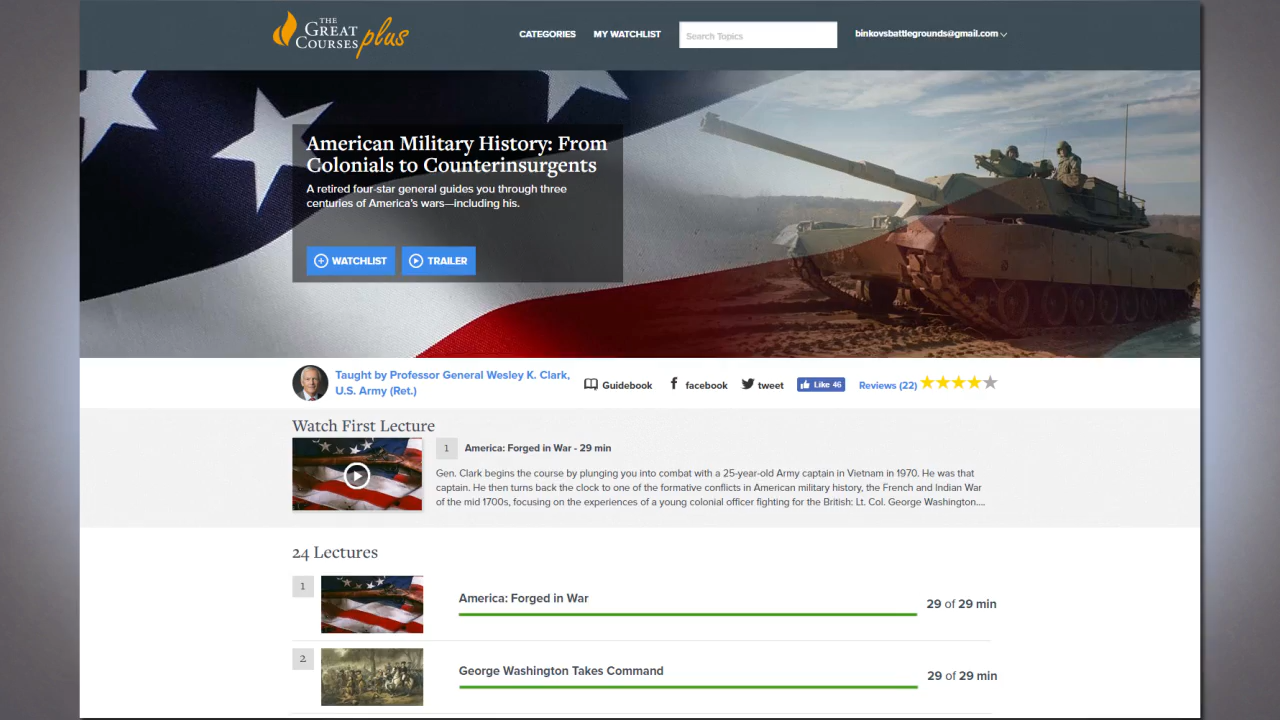 THE
GREAT
COURSES plus
CATEGORIES
MY WATCHLIST
Search Topics
binkovsbattlegrounds@gmail.com
American Military History: From
Colonials to Counterinsurgents
A retired four-star general guides you through three
centuries of America's wars—including his.
WATCHLIST
TRAILER
Taught by Professor General Wesley K. Clark,
U.S. Army (Ret.)
Guidebook
facebook
tweet
Like 46
Reviews (22)
Watch First Lecture
1 America: Forged in War - 29 min
Gen. Clark begins the course by plunging you into combat with a 25-year-old Army captain in Vietnam in 1970. He was that
captain. He then turns back the clock to one of the formative conflicts in American military history, the French and Indian War
of the mid 1700s, focusing on the experiences of a young colonial officer fighting for the British: Lt. Col. George Washington....
24 Lectures
1 America: Forged in War 29 of 29 min
2 George Washington Takes Command 29 of 29 min